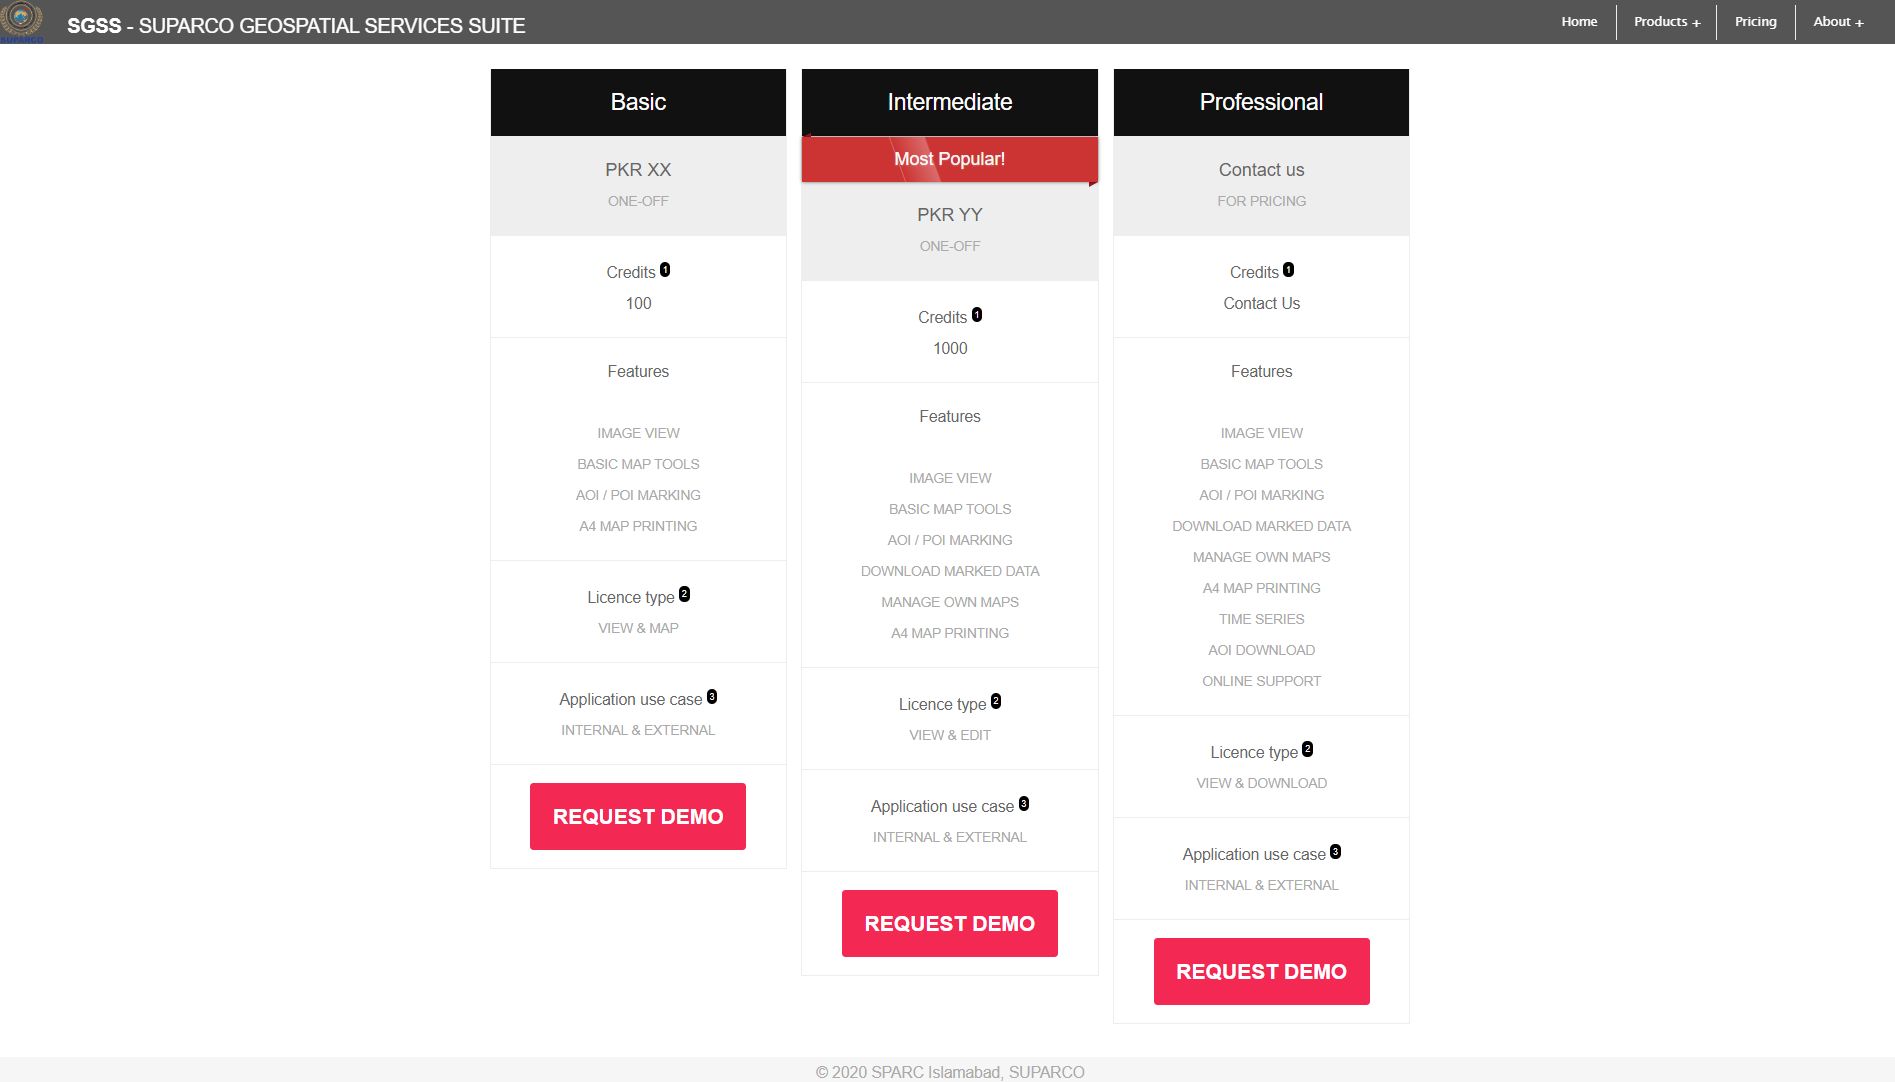 SUPARCO
SGSS - SUPARCO GEOSPATIAL SERVICES SUITE
Home
Products +
Pricing
About +
Basic
PKR XX
ONE-OFF
Credits 1
100
Features
IMAGE VIEW
BASIC MAP TOOLS
AOI / POI MARKING
A4 MAP PRINTING
Licence type 2
VIEW & MAP
Application use case 3
INTERNAL & EXTERNAL
REQUEST DEMO
Intermediate
Most Popular!
PKR YY
ONE-OFF
Credits 1
1000
Features
IMAGE VIEW
BASIC MAP TOOLS
AOI / POI MARKING
DOWNLOAD MARKED DATA
MANAGE OWN MAPS
A4 MAP PRINTING
Licence type 2
VIEW & EDIT
Application use case 3
INTERNAL & EXTERNAL
REQUEST DEMO
Professional
Contact us
FOR PRICING
Credits 1
Contact Us
Features
IMAGE VIEW
BASIC MAP TOOLS
AOI / POI MARKING
DOWNLOAD MARKED DATA
MANAGE OWN MAPS
A4 MAP PRINTING
TIME SERIES
AOI DOWNLOAD
ONLINE SUPPORT
Licence type 2
VIEW & DOWNLOAD
Application use case 3
INTERNAL & EXTERNAL
REQUEST DEMO
© 2020 SPARC Islamabad, SUPARCO